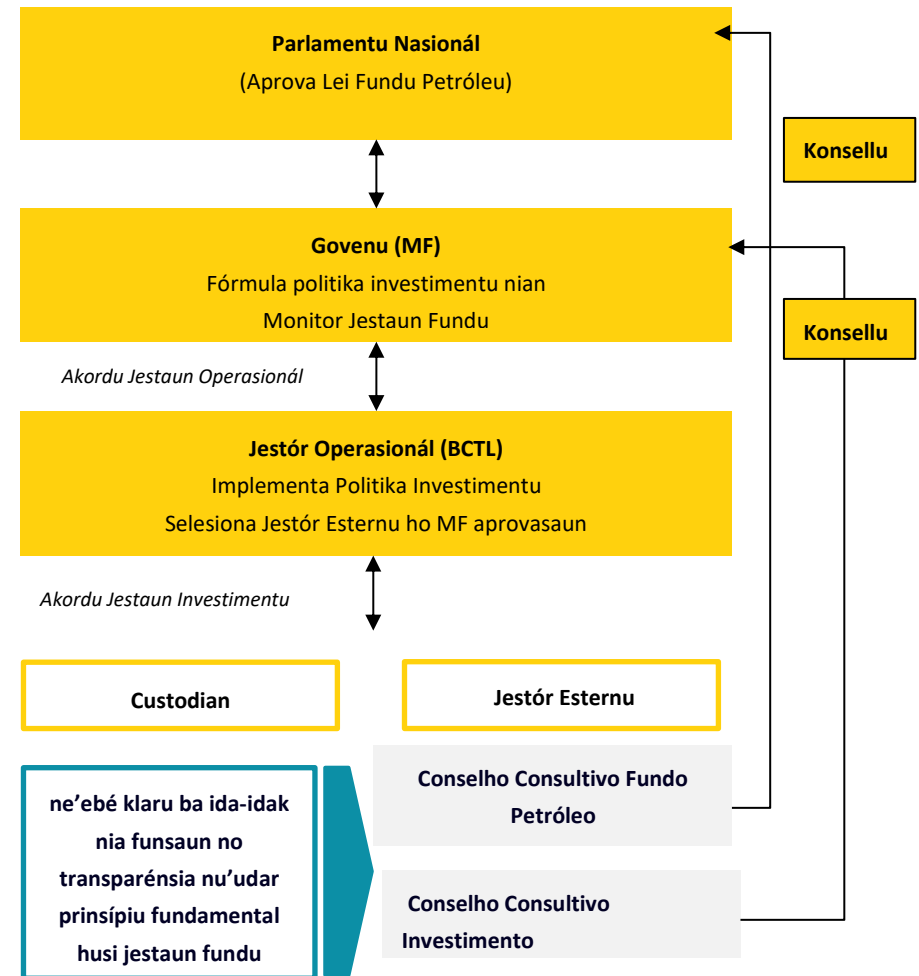 Parlamentu Nasionál
(Aprova Lei Fundu Petróleu)
Konsellu
Govenu (MF)
Fórmula politika investimentu nian
Monitor Jestaun Fundu
Konsellu
Akordu Jestaun Operasionál
Jestór Operasionál (BCTL)
Implementa Politika Investimentu
Selesiona Jestór Esternu ho MF aprovasaun
Akordu Jestaun Investimentu
Custodian
Jestór Esternu
ne’ebé klaru ba ida-idak
nia funsaun no
transparénsia nu’udar
prinsípiu fundamental
husi jestaun fundu
Conselho Consultivo Fundo
Petróleo
Conselho Consultivo
Investimento